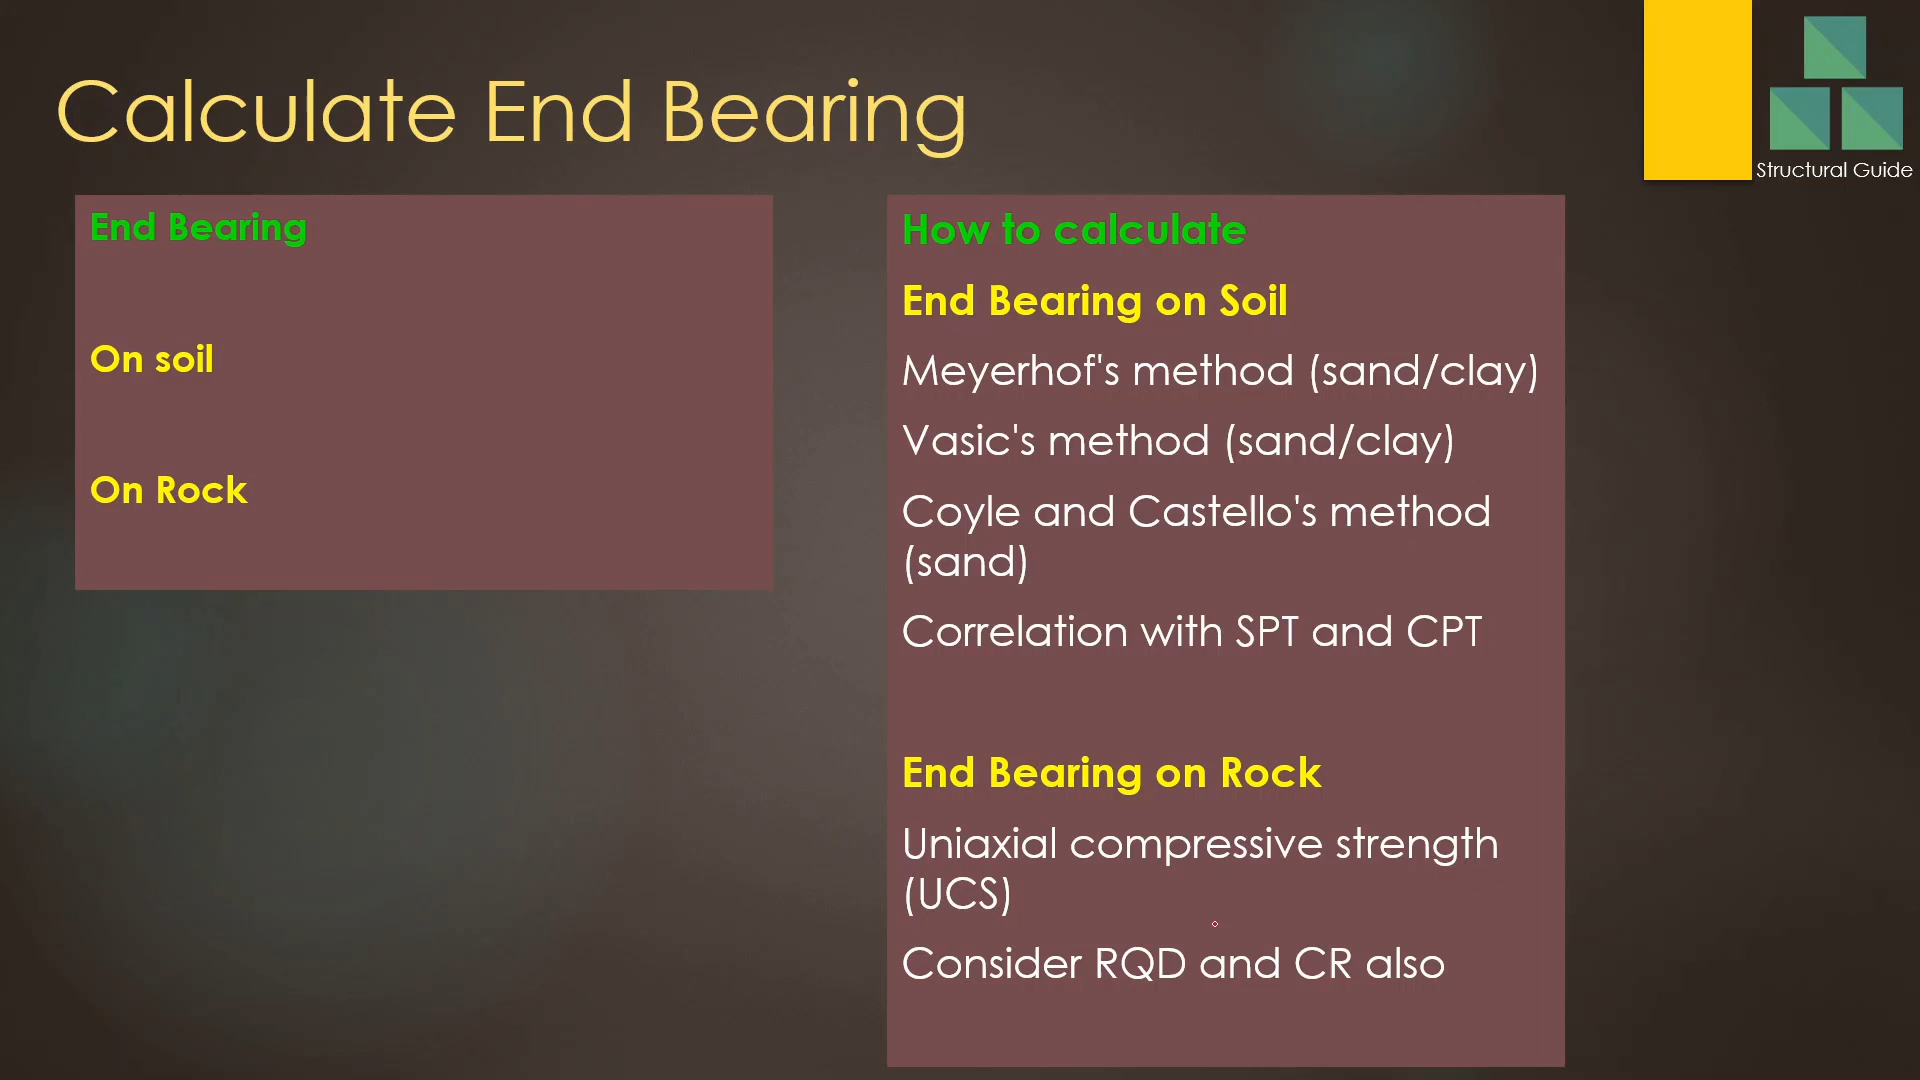 Calculate End Bearing
Structural Guide
End Bearing
On soil
On Rock
How to calculate
End Bearing on Soil
Meyerhof's method (sand/clay)
Vasic's method (sand/clay)
Coyle and Castello's method
(sand)
Correlation with SPT and CPT
End Bearing on Rock
Uniaxial compressive strength
(UCS)
Consider RQD and CR also